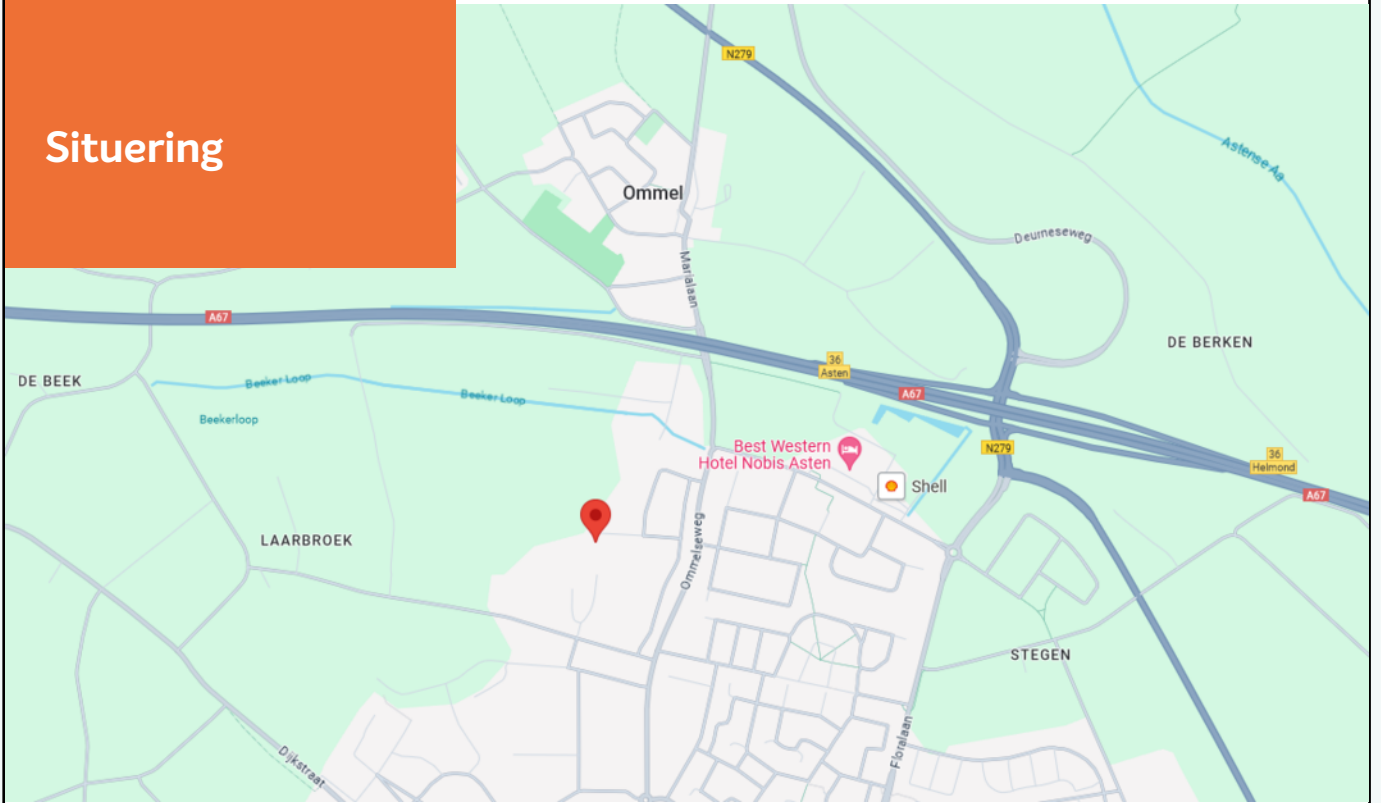 Situering
N279
Astense Aa
Ommel
Deurneseweg
Marialaan
A67
DE BERKEN
36
Asten
DE BEEK
Beeker Loop
A67
Beeker Loop
Beekerloop
Best Western
Hotel Nobis Asten
N279
36
Helmond
Shell
A67
LAARBROEK
Ommelseweg
STEGEN
Floralaan
Dijkstraat